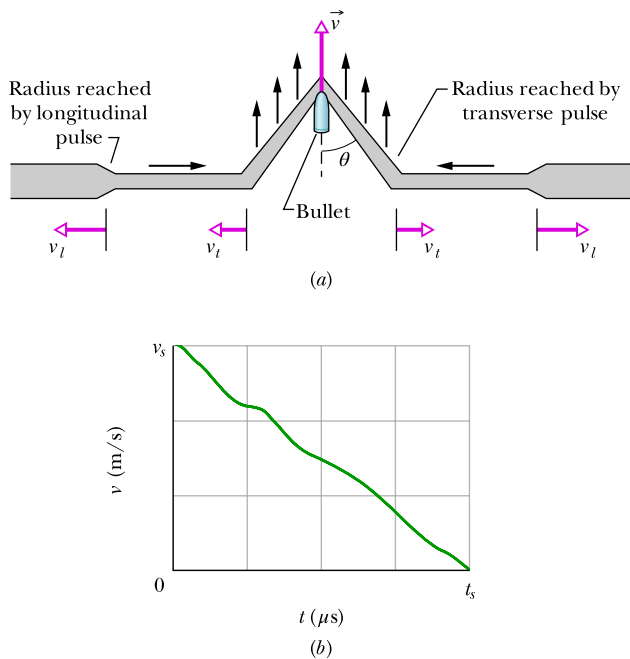 v⃗
Radius reached
by longitudinal
pulse
Radius reached by
transverse pulse
θ
Bullet
v_l
v_t
v_t
v_l
(a)
v_s
v (m/s)
0
t_s
t (μs)
(b)